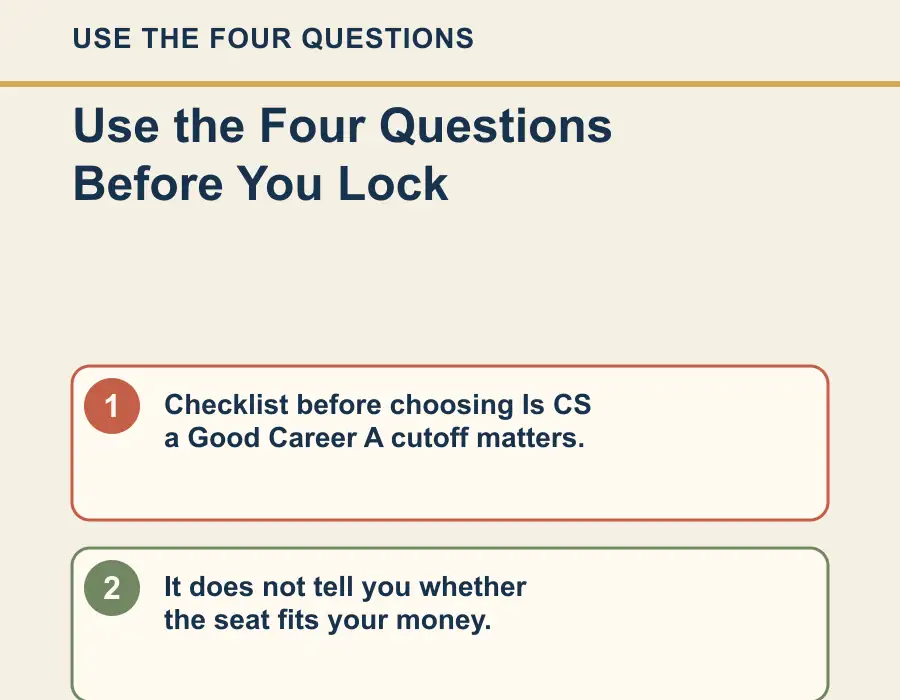 USE THE FOUR QUESTIONS
Use the Four Questions
Before You Lock
1
Checklist before choosing Is CS
a Good Career A cutoff matters.
2
It does not tell you whether
the seat fits your money.